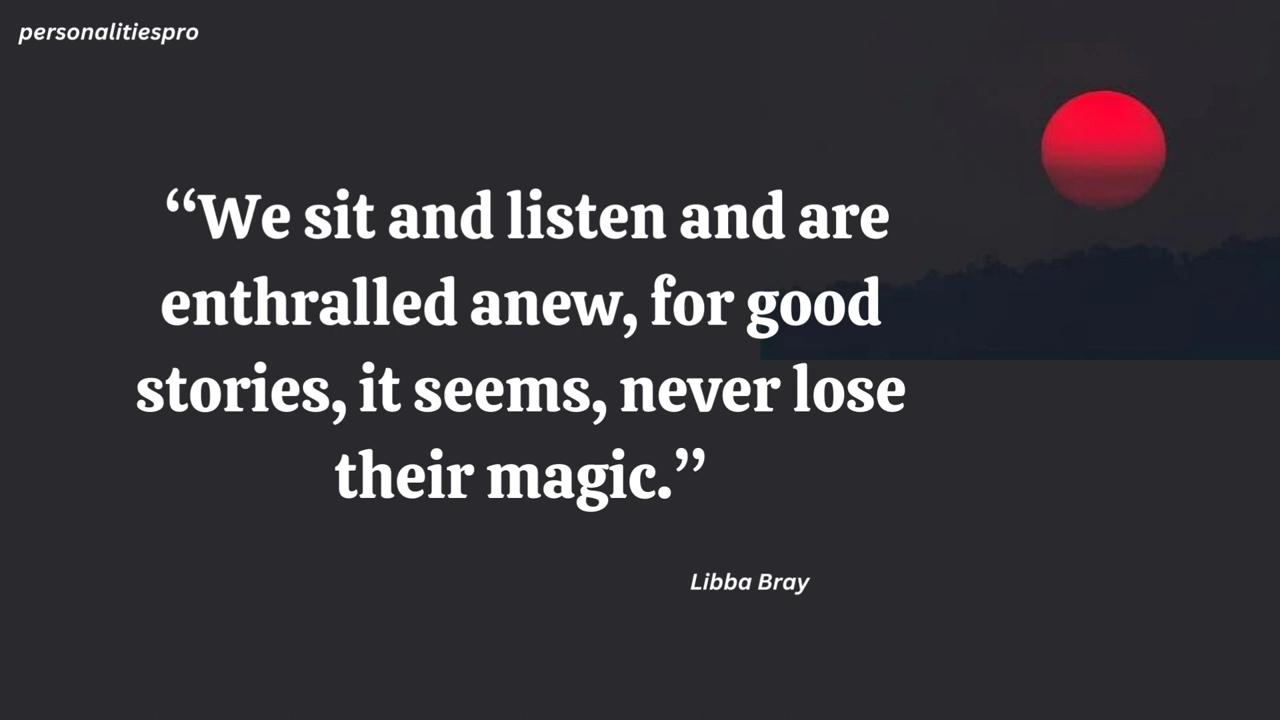 personalitiespro
“We sit and listen and are
enthralled anew, for good
stories, it seems, never lose
their magic.”
Libba Bray